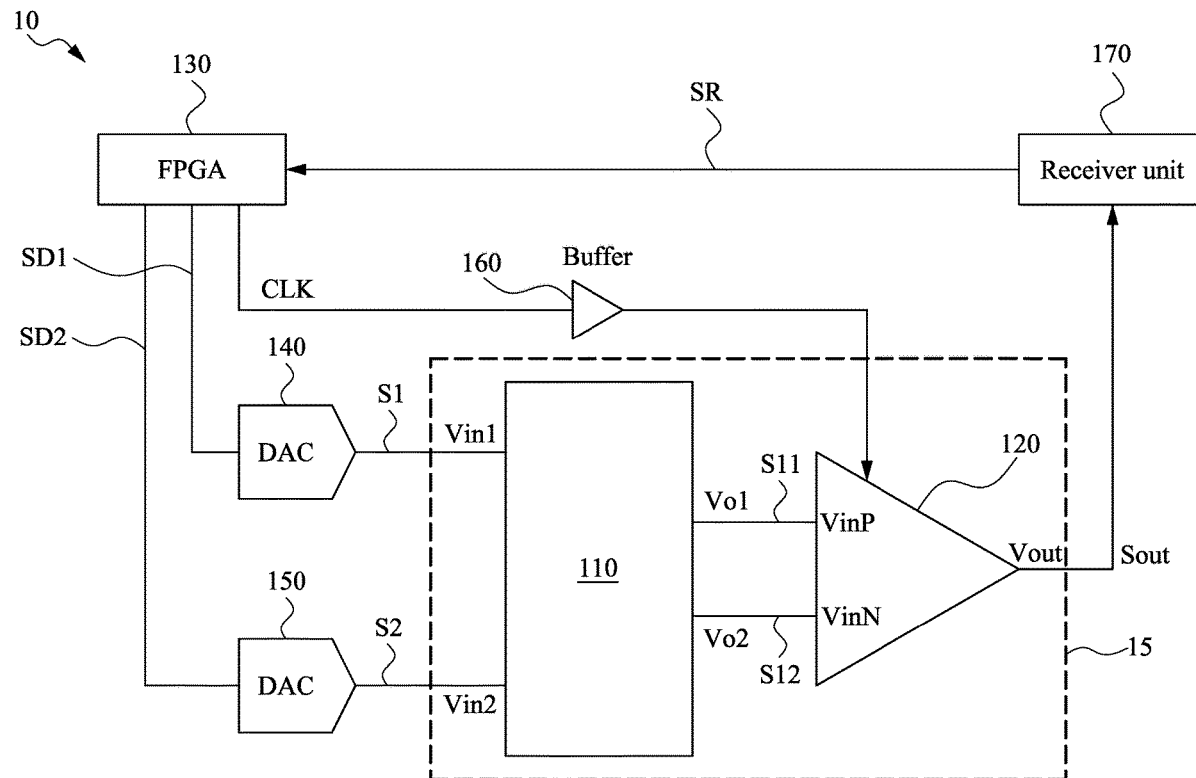 10
130
170
SR
FPGA
Receiver unit
SD1
Buffer
160
CLK
SD2
140
S1
Vin1
DAC
S11
120
Vo1
VinP
Vout
Sout
110
150
S2
VinN
Vo2
S12
15
DAC
Vin2